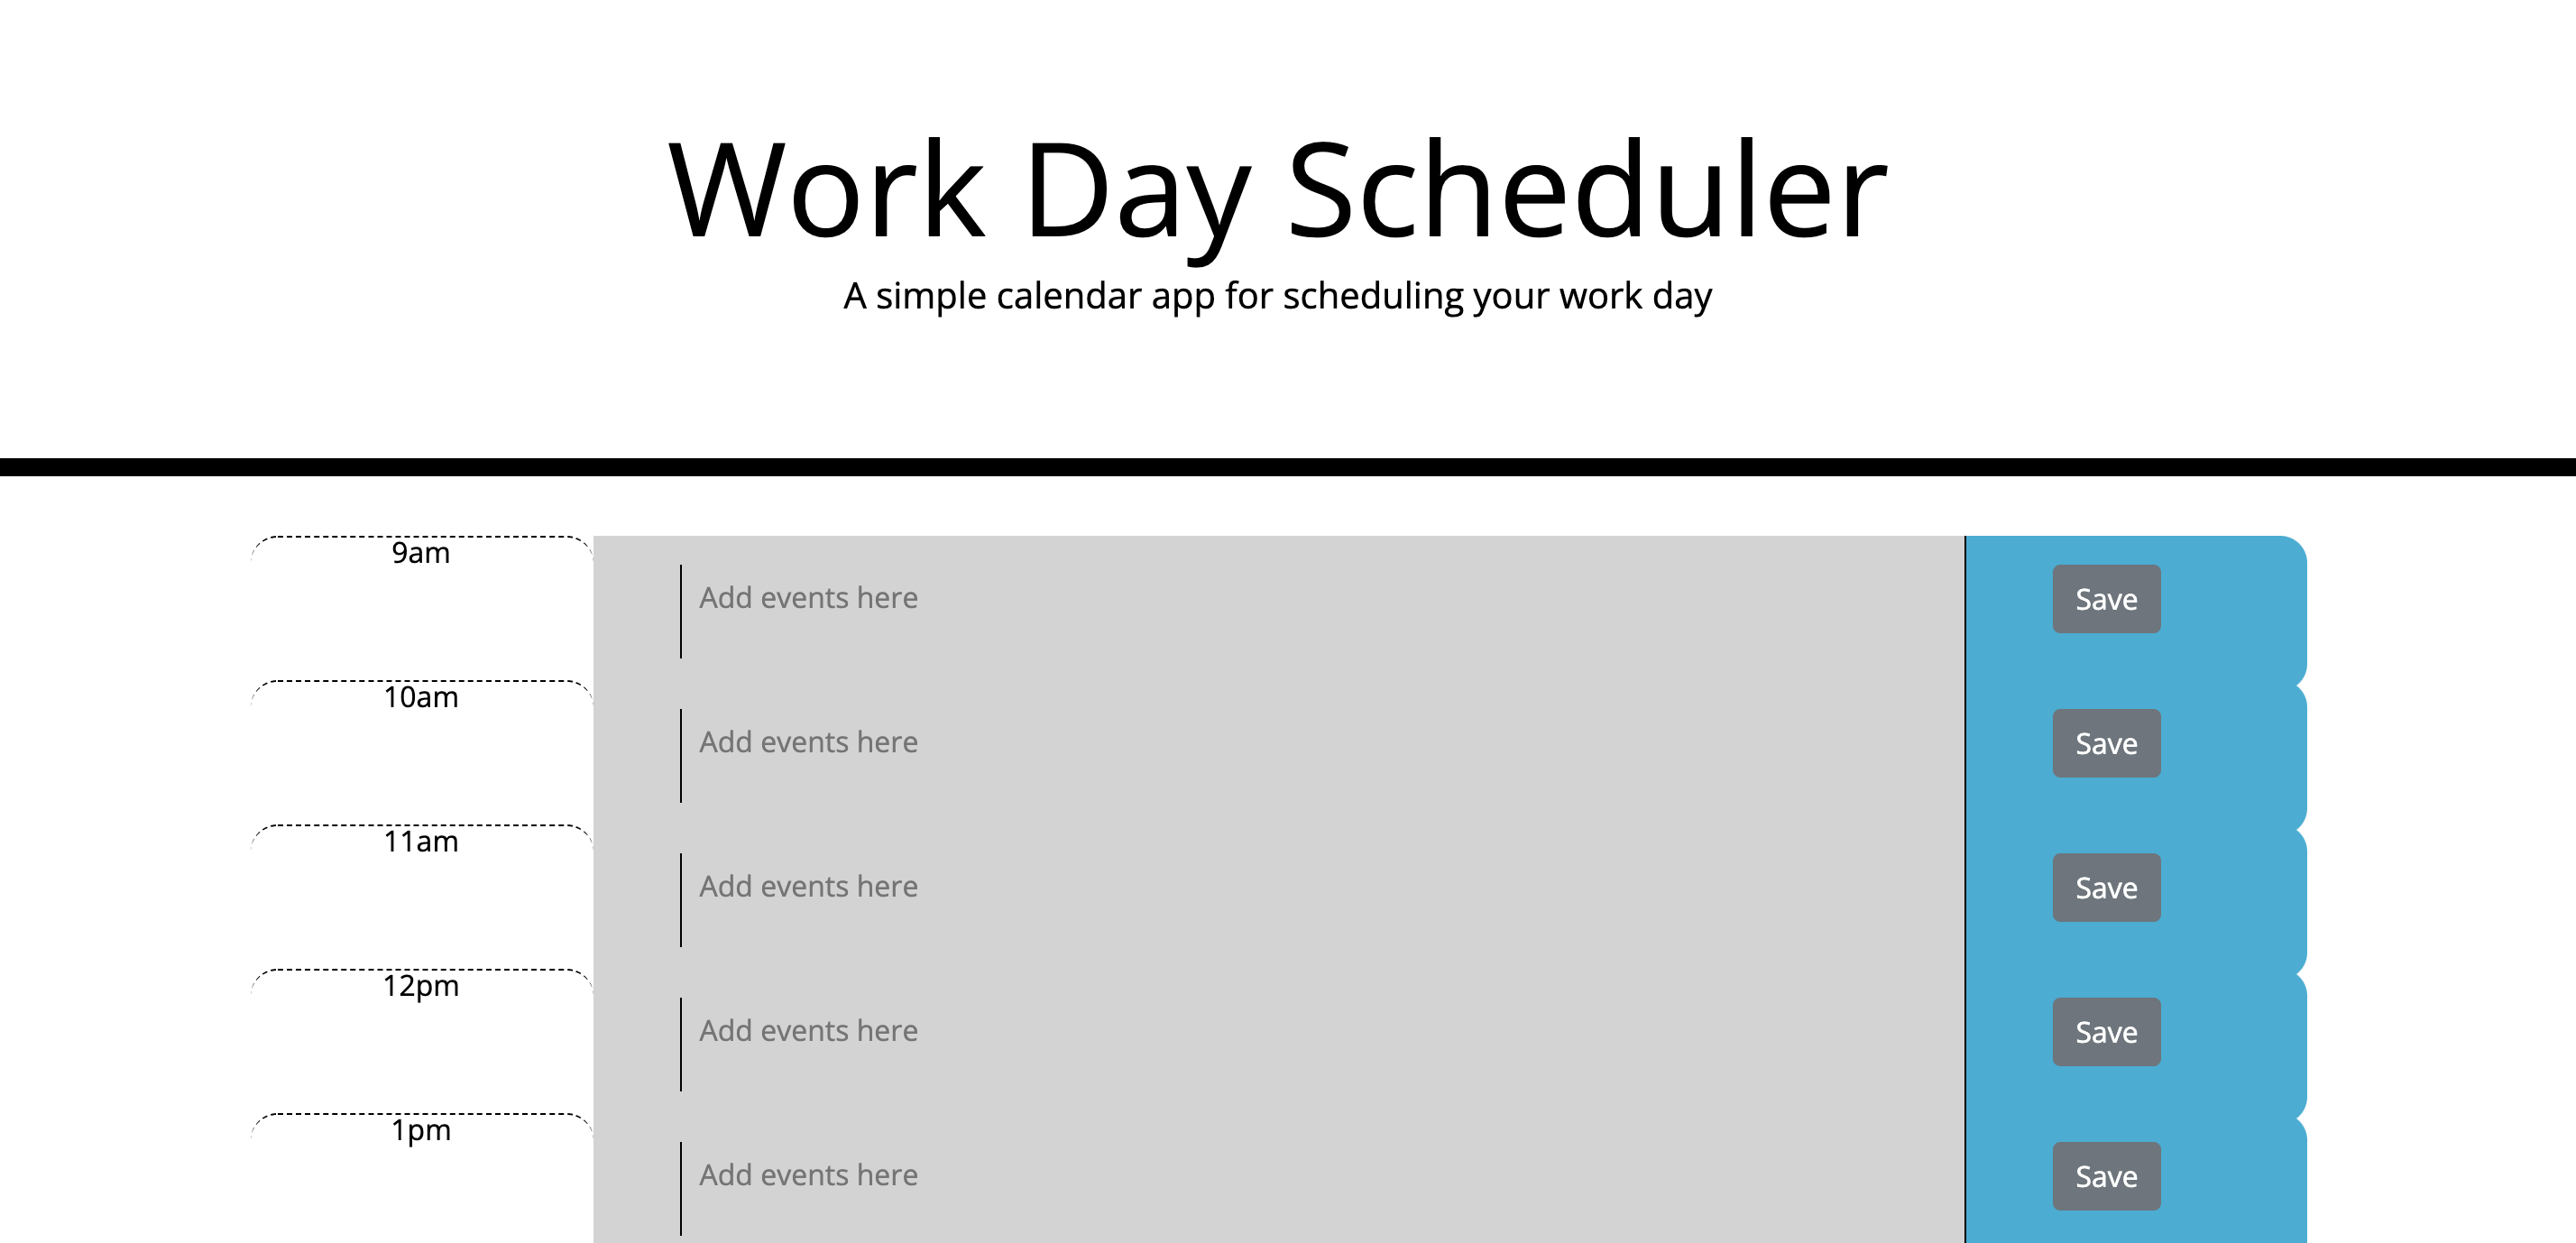 Work Day Scheduler
A simple calendar app for scheduling your work day
9am
Add events here
Save
10am
Add events here
Save
11am
Add events here
Save
12pm
Add events here
Save
1pm
Add events here
Save